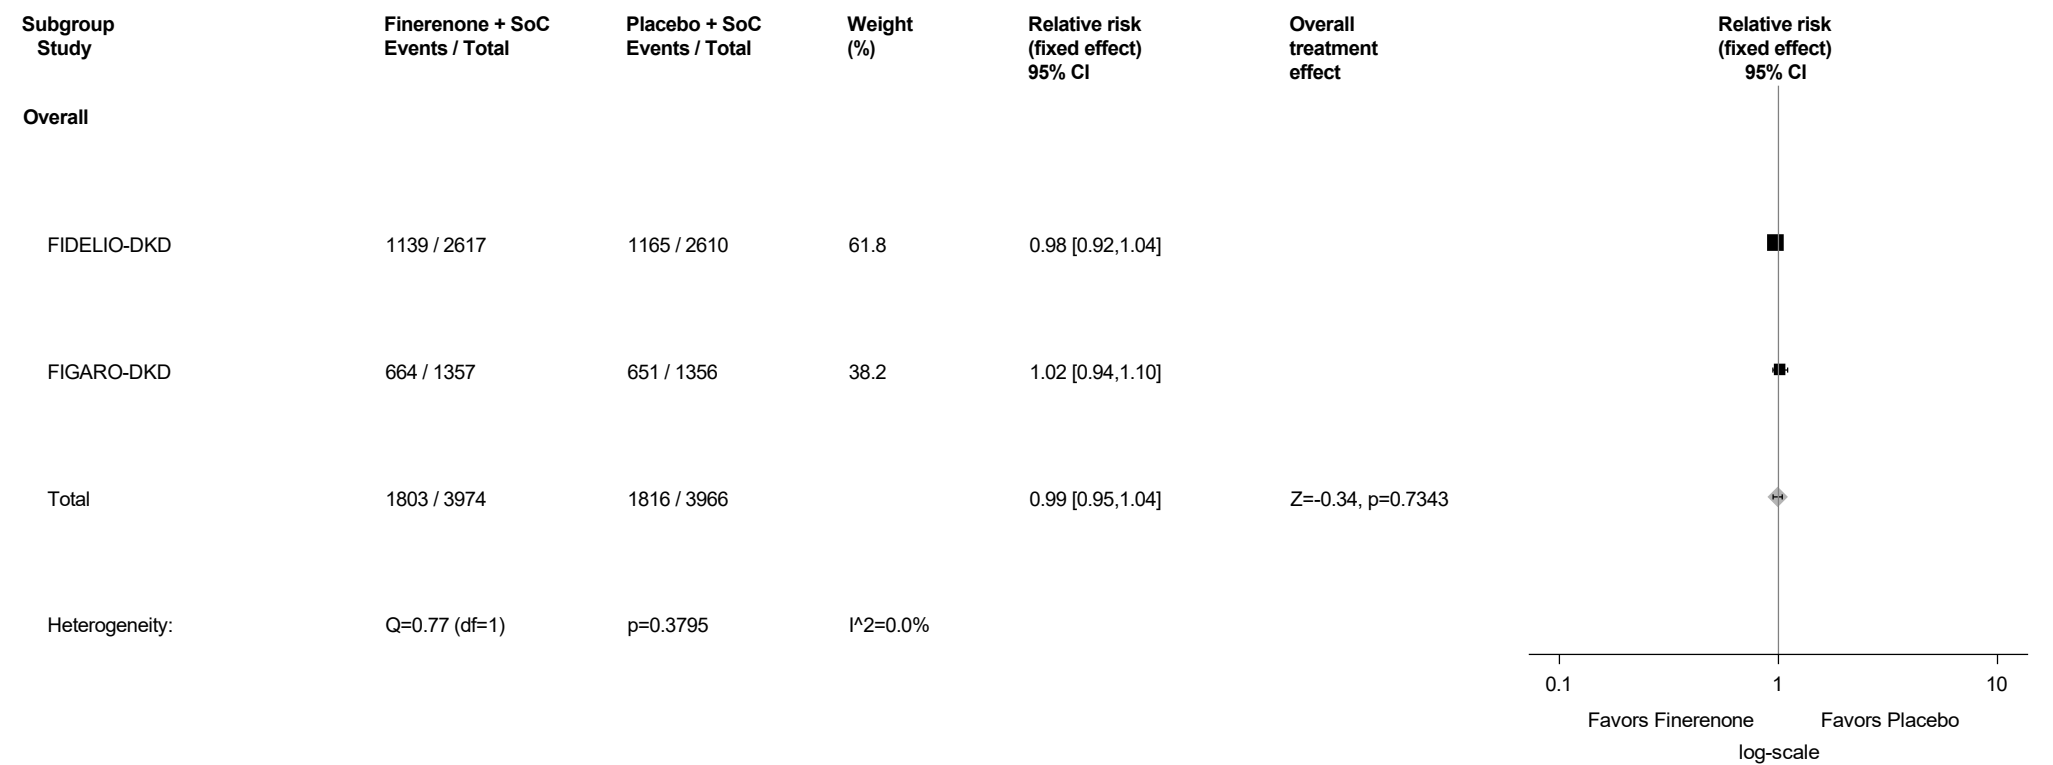 Subgroup Finerenone + SoC Placebo + SoC Weight Relative risk Overall Relative risk
Study Events / Total Events / Total (%) (fixed effect) treatment (fixed effect)
95% CI effect 95% CI
Overall
FIDELIO-DKD 1139 / 2617 1165 / 2610 61.8 0.98 [0.92,1.04]
FIGARO-DKD 664 / 1357 651 / 1356 38.2 1.02 [0.94,1.10]
Total 1803 / 3974 1816 / 3966 0.99 [0.95,1.04] Z=-0.34, p=0.7343
Heterogeneity: Q=0.77 (df=1) p=0.3795 I^2=0.0%
0.1 1 10
Favors Finerenone Favors Placebo
log-scale